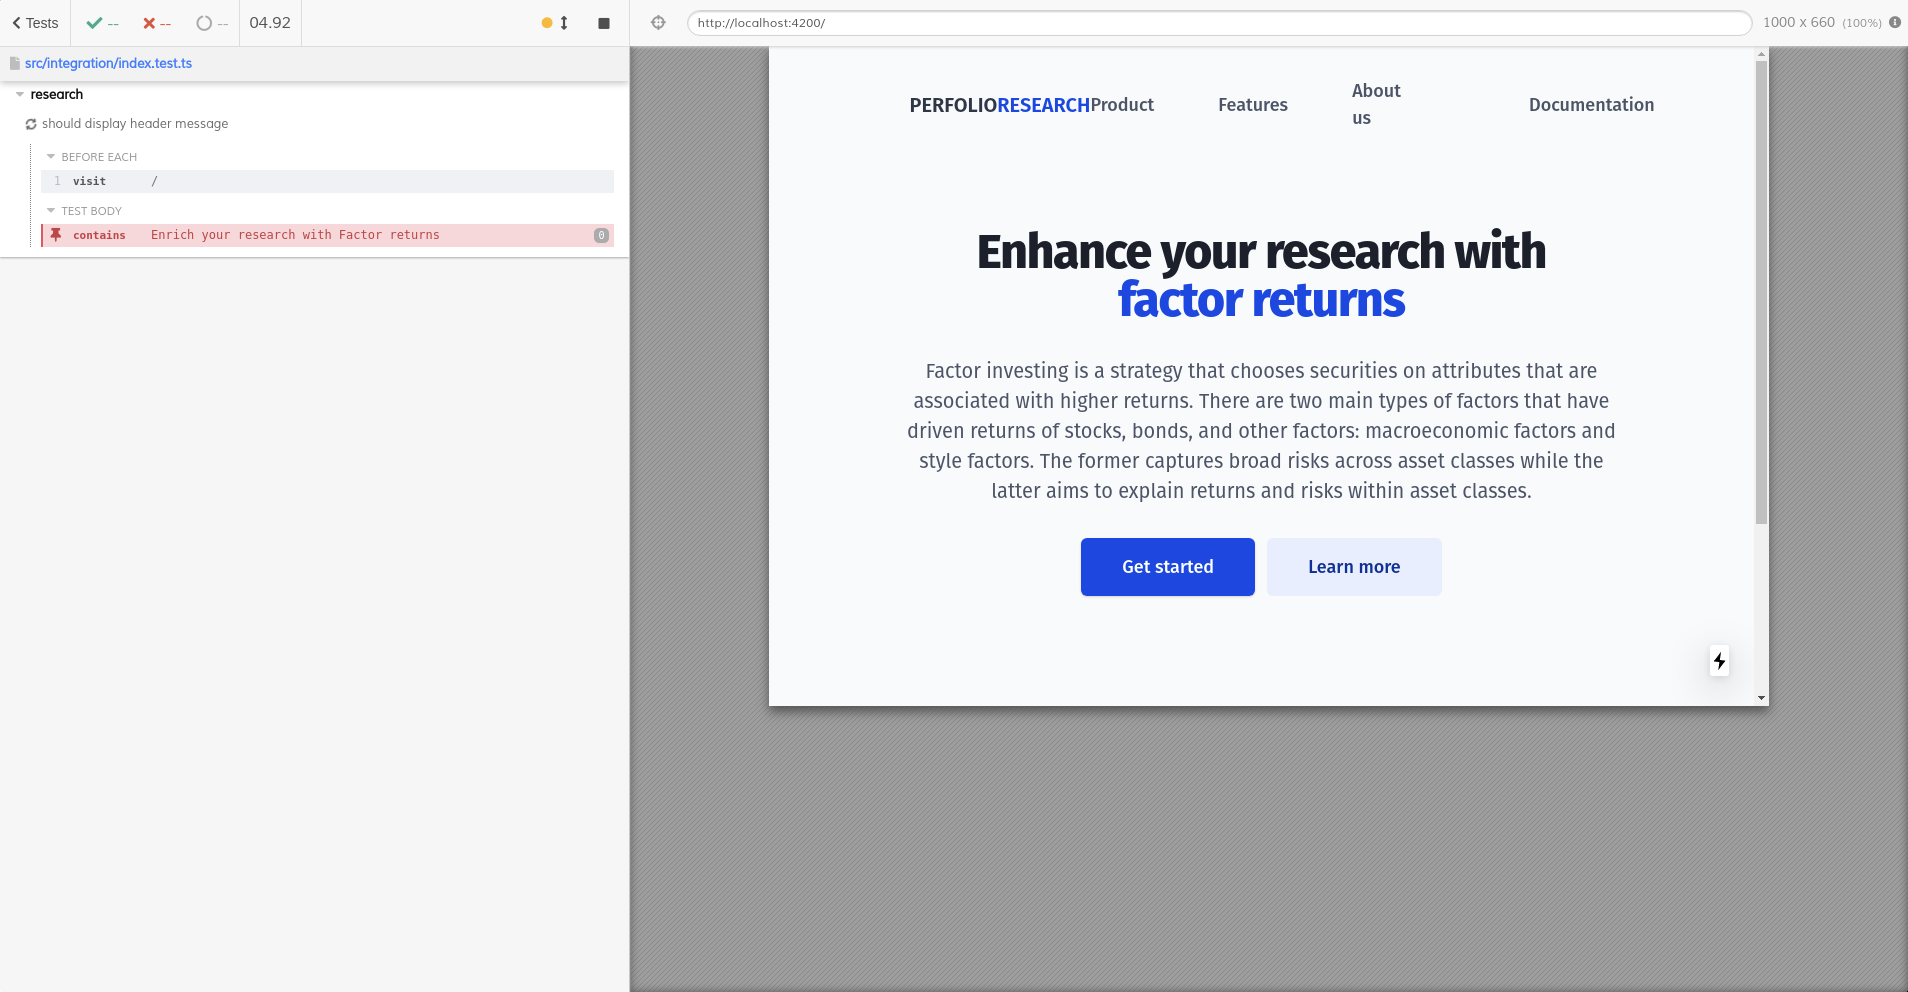 Tests
--
--
--
04.92
http://localhost:4200/
1000 x 660 (100%)
src/integration/index.test.ts
research
should display header message
BEFORE EACH
1 visit /
TEST BODY
contains Enrich your research with Factor returns 0
PERFOLIORESEARCH
Product
Features
About
us
Documentation
Enhance your research with
factor returns
Factor investing is a strategy that chooses securities on attributes that are
associated with higher returns. There are two main types of factors that have
driven returns of stocks, bonds, and other factors: macroeconomic factors and
style factors. The former captures broad risks across asset classes while the
latter aims to explain returns and risks within asset classes.
Get started
Learn more